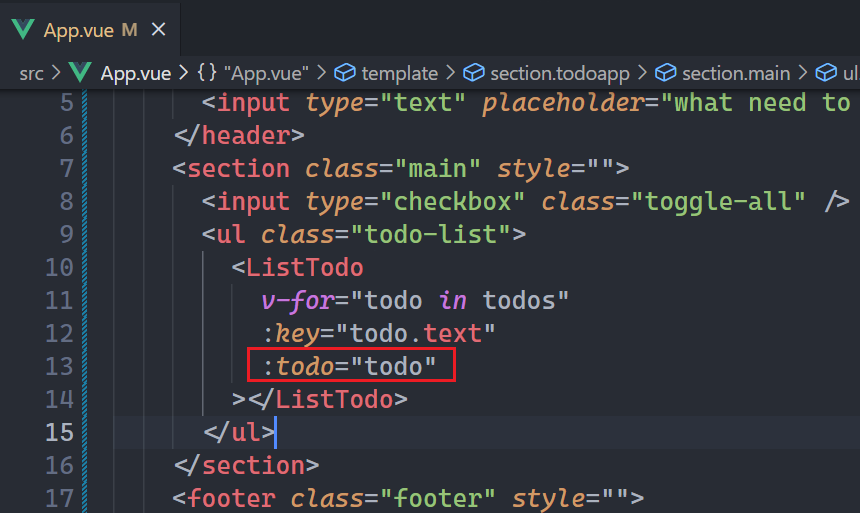 App.vue M ×
src > App.vue > {} "App.vue" > template > section.todoapp > section.main > ul
5 <input type="text" placeholder="what need to
6 </header>
7 <section class="main" style="">
8 <input type="checkbox" class="toggle-all" />
9 <ul class="todo-list">
10 <ListTodo
11 v-for="todo in todos"
12 :key="todo.text"
13 :todo="todo"
14 ></ListTodo>
15 </ul>
16 </section>
17 <footer class="footer" style="">